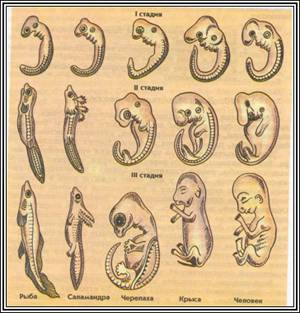 I стадия
II стадия
III стадия
Рыба Саламандра Черепаха Крыса Человек